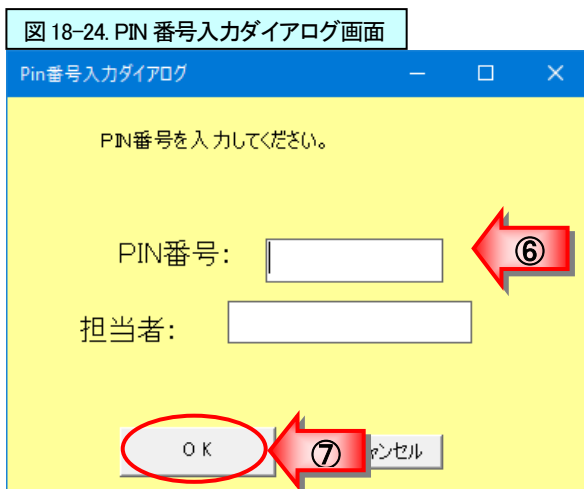 図 18-24. PIN 番号入力ダイアログ画面
Pin番号入力ダイアログ
PIN番号を入力してください。
PIN番号:
⑥
担当者:
OK
⑦
ャンセル